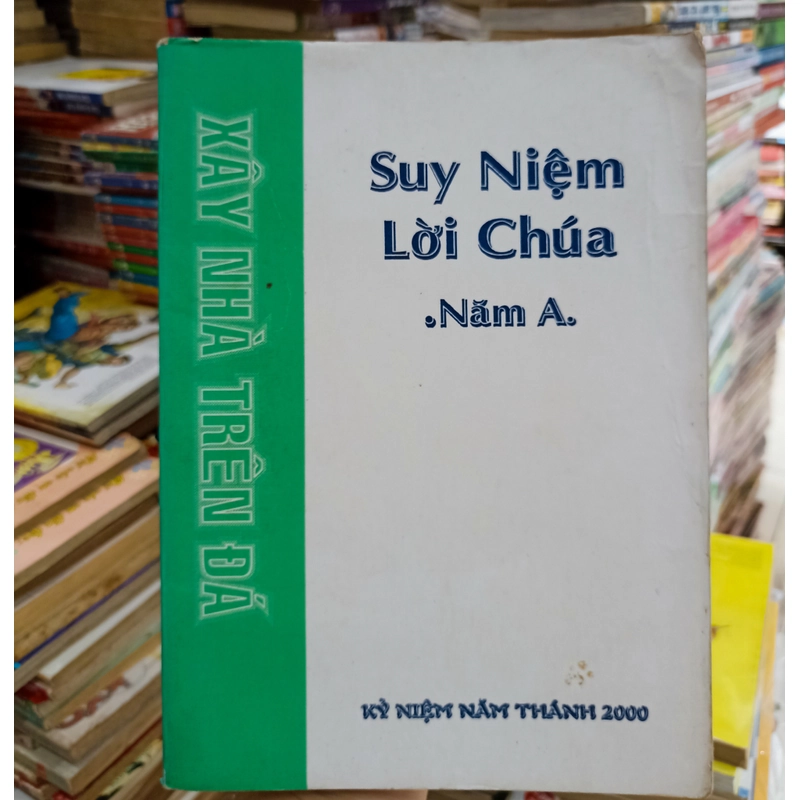 XÂY NHÀ TRÊN ĐÁ
Suy Niệm
Lời Chúa
.Năm A.
KỶ NIỆM NĂM THÁNH 2000